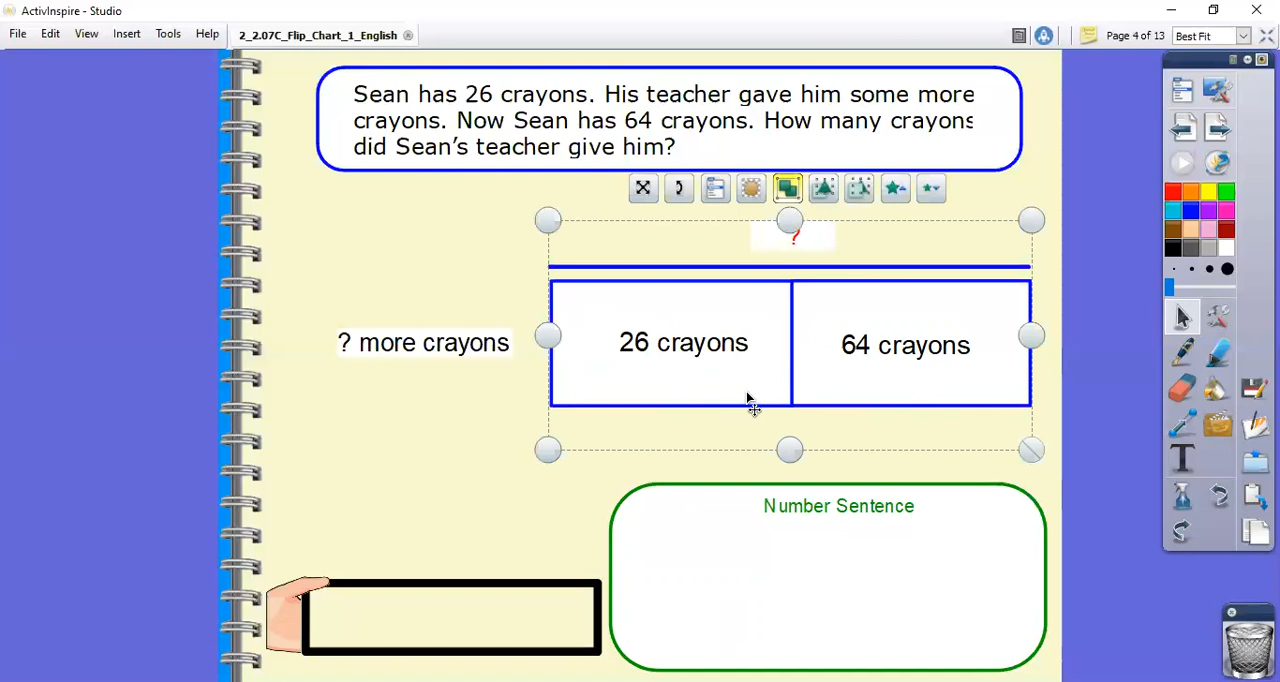 ActivInspire - Studio
File Edit View Insert Tools Help 2_2.07C_Flip_Chart_1_English Page 4 of 13 Best Fit
Sean has 26 crayons. His teacher gave him some more
crayons. Now Sean has 64 crayons. How many crayons
did Sean’s teacher give him?
?
? more crayons 26 crayons 64 crayons
Number Sentence